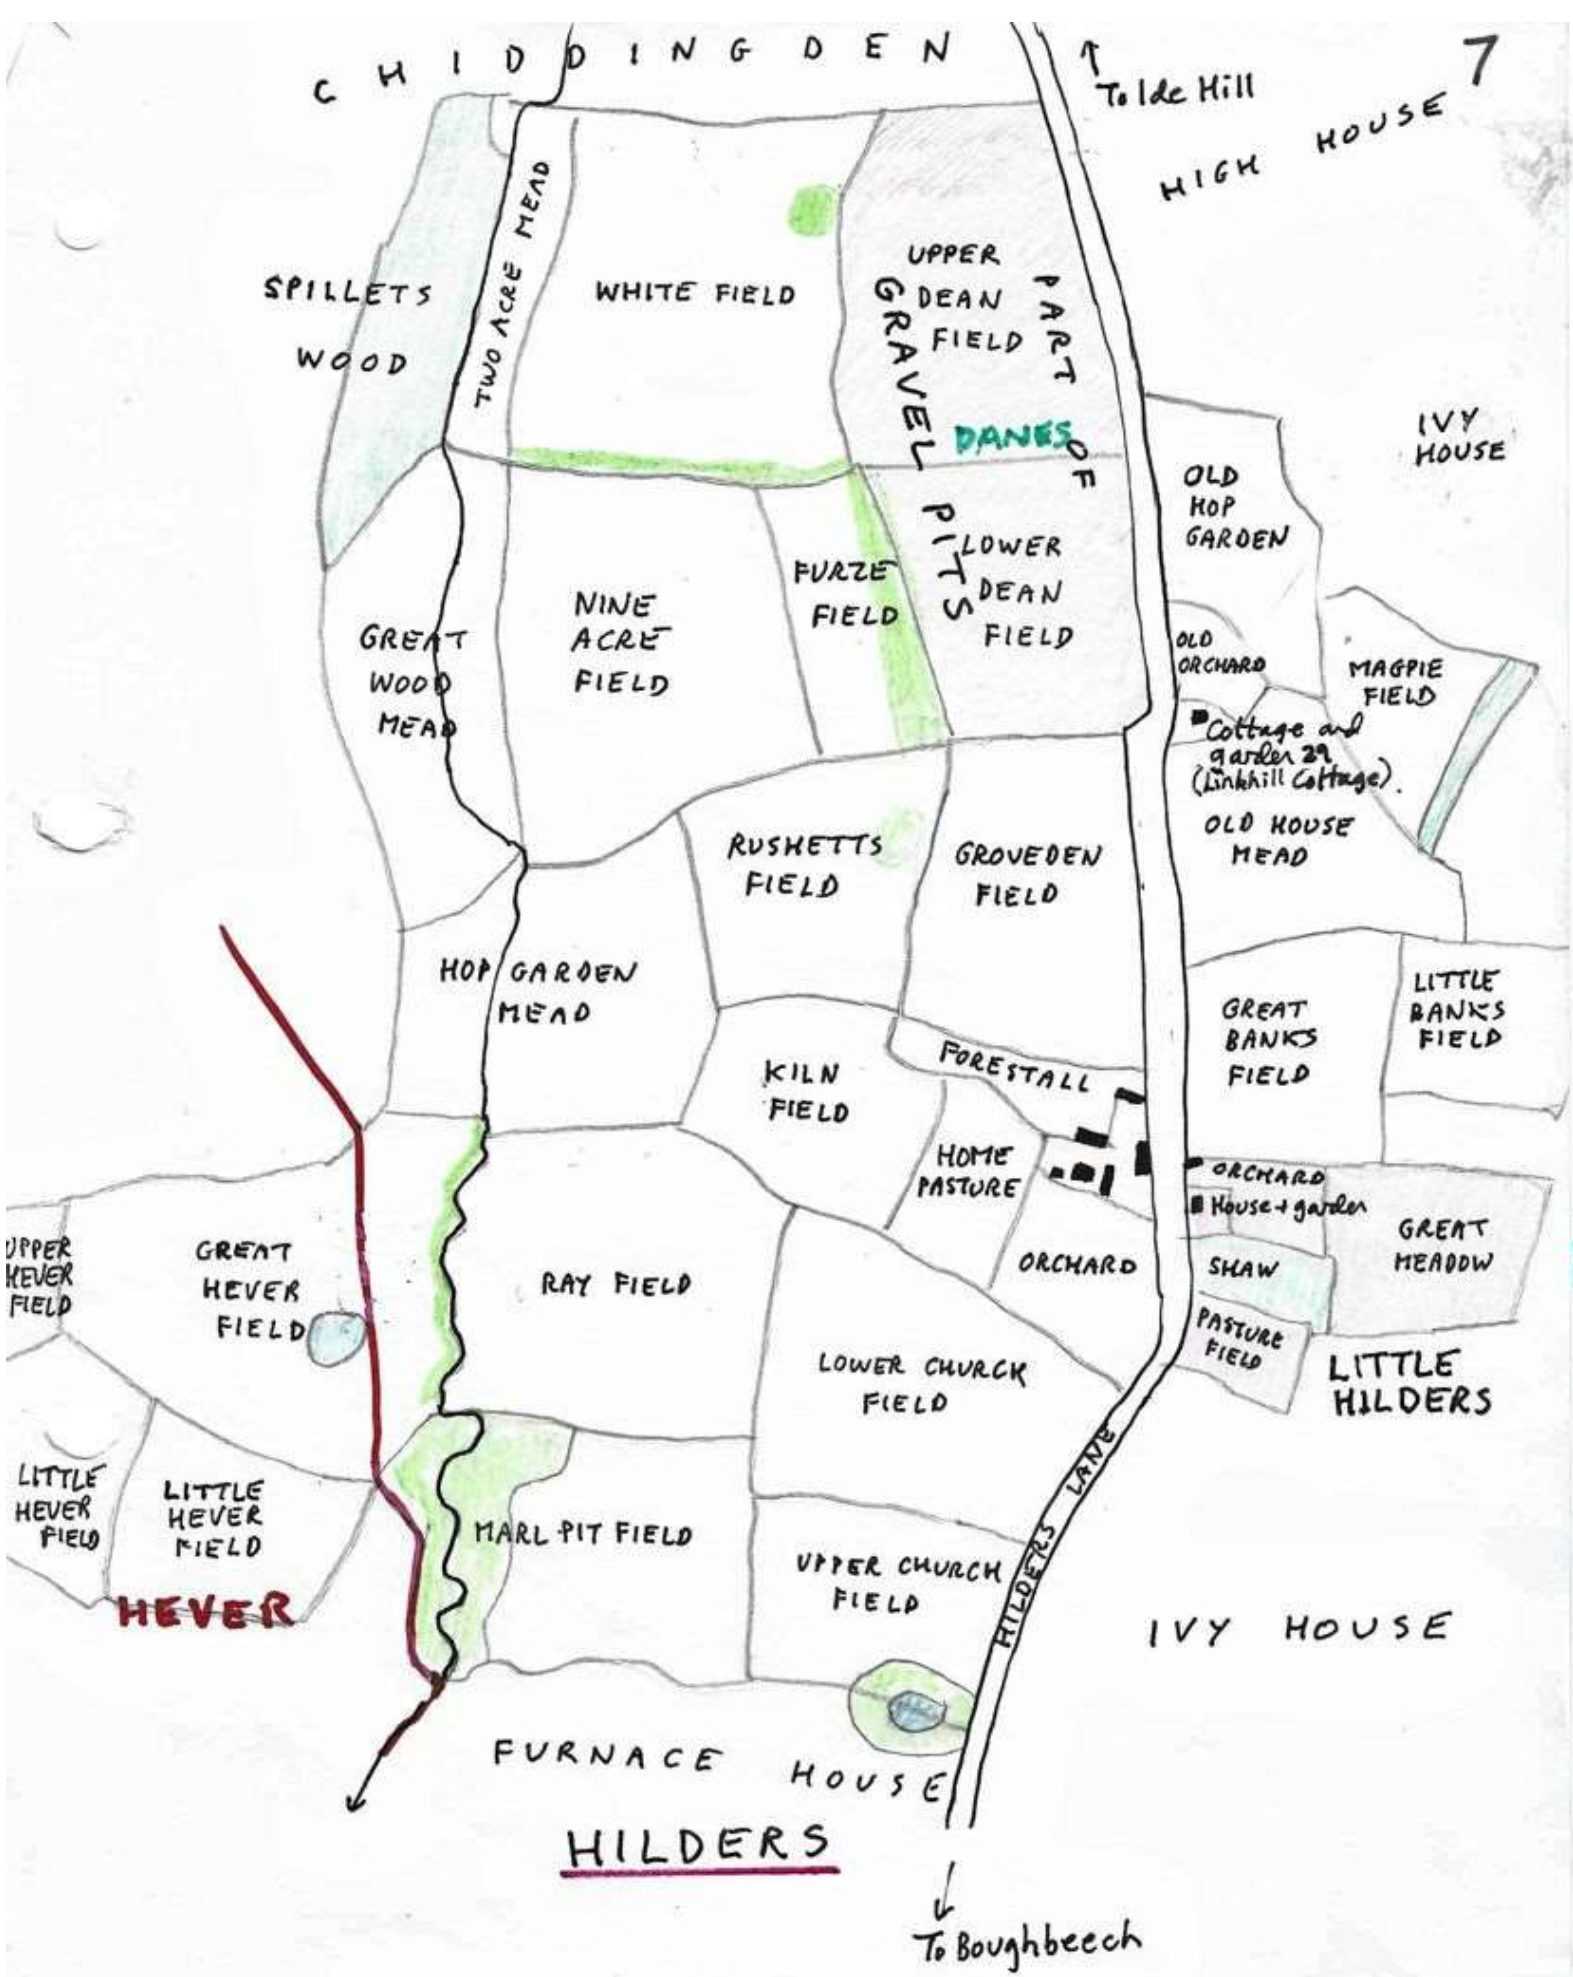 CHIDDINGDEN
7
To Ide Hill
HIGH HOUSE
SPILLETS
WOOD
TWO ACRE MEAD
WHITE FIELD
UPPER
DEAN
FIELD
PART OF
GRAVEL PITS
DANES
IVY
HOUSE
OLD
HOP
GARDEN
LOWER
DEAN
FIELD
FURZE
FIELD
NINE
ACRE
FIELD
GREAT
WOOD
MEAD
OLD
ORCHARD
MAGPIE
FIELD
Cottage and
garden 29
(Linkhill Cottage).
OLD HOUSE
MEAD
RUSHETTS
FIELD
GROVEDEN
FIELD
HOP GARDEN
MEAD
GREAT
BANKS
FIELD
LITTLE
BANKS
FIELD
KILN
FIELD
FORESTALL
HOME
PASTURE
ORCHARD
House + garden
GREAT
MEADOW
UPPER
HEVER
FIELD
GREAT
HEVER
FIELD
RAY FIELD
ORCHARD
SHAW
PASTURE
FIELD
LITTLE
HILDERS
LOWER CHURCH
FIELD
LITTLE
HEVER
FIELD
LITTLE
HEVER
FIELD
HEVER
MARL PIT FIELD
UPPER CHURCH
FIELD
HILDERS LANE
IVY HOUSE
FURNACE HOUSE
HILDERS
To Boughbeech